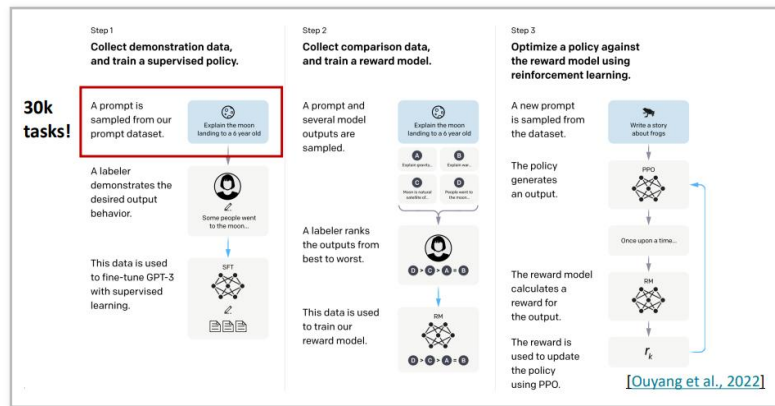 30k
tasks!
Step 1
Collect demonstration data,
and train a supervised policy.
A prompt is
sampled from our
prompt dataset.
Explain the moon
landing to a 6 year old
A labeler
demonstrates the
desired output
behavior.
Some people went
to the moon...
This data is used
to fine-tune GPT-3
with supervised
learning.
SFT
Step 2
Collect comparison data,
and train a reward model.
A prompt and
several model
outputs are
sampled.
Explain the moon
landing to a 6 year old
A
Explain gravity...
B
Explain war...
C
Moon is natural
satellite of...
D
People went to
the moon...
A labeler ranks
the outputs from
best to worst.
D > C > A = B
This data is used
to train our
reward model.
RM
D > C > A = B
Step 3
Optimize a policy against
the reward model using
reinforcement learning.
A new prompt
is sampled from
the dataset.
Write a story
about frogs
The policy
generates
an output.
PPO
Once upon a time...
The reward model
calculates a
reward for
the output.
RM
The reward is
used to update
the policy
using PPO.
rk
[Ouyang et al., 2022]